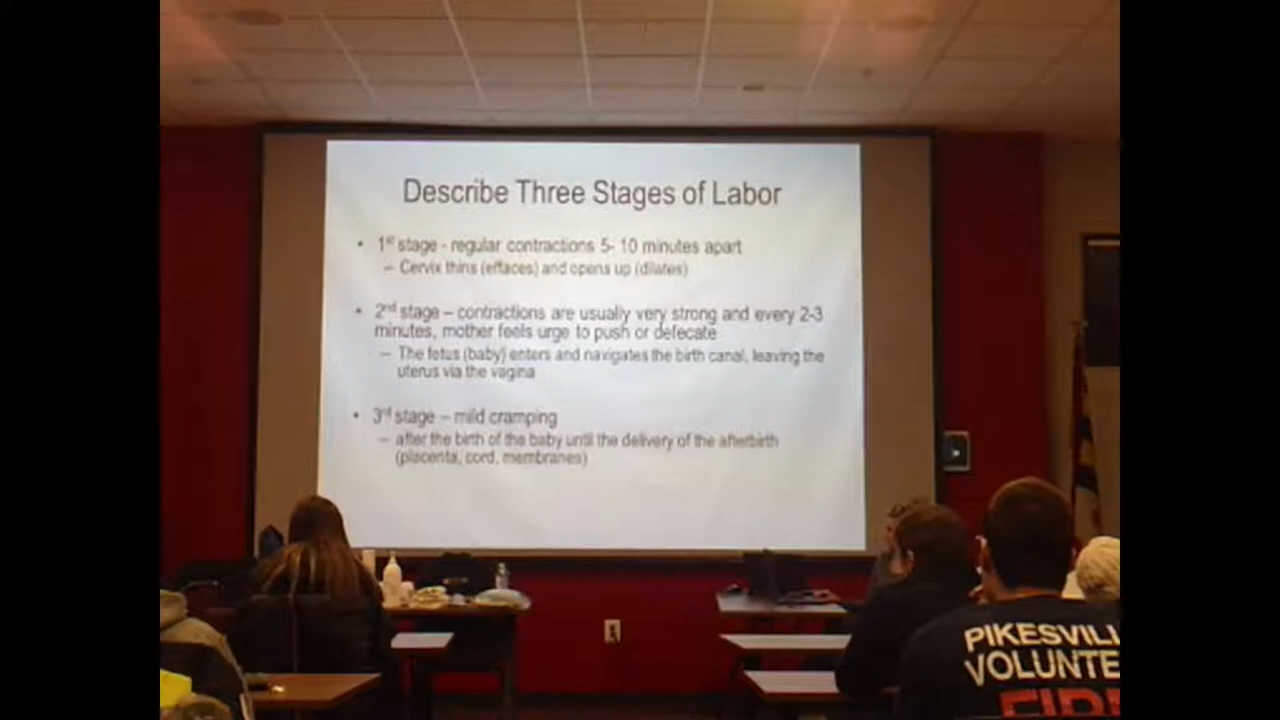 Describe Three Stages of Labor
• 1st stage - regular contractions 5- 10 minutes apart
– Cervix thins (effaces) and opens up (dilates)
• 2nd stage – contractions are usually very strong and every 2-3
minutes, mother feels urge to push or defecate
– The fetus (baby) enters and navigates the birth canal, leaving the
uterus via the vagina
• 3rd stage – mild cramping
– after the birth of the baby until the delivery of the afterbirth
(placenta, cord, membranes)
PIKESVILL
VOLUNTE
FIR